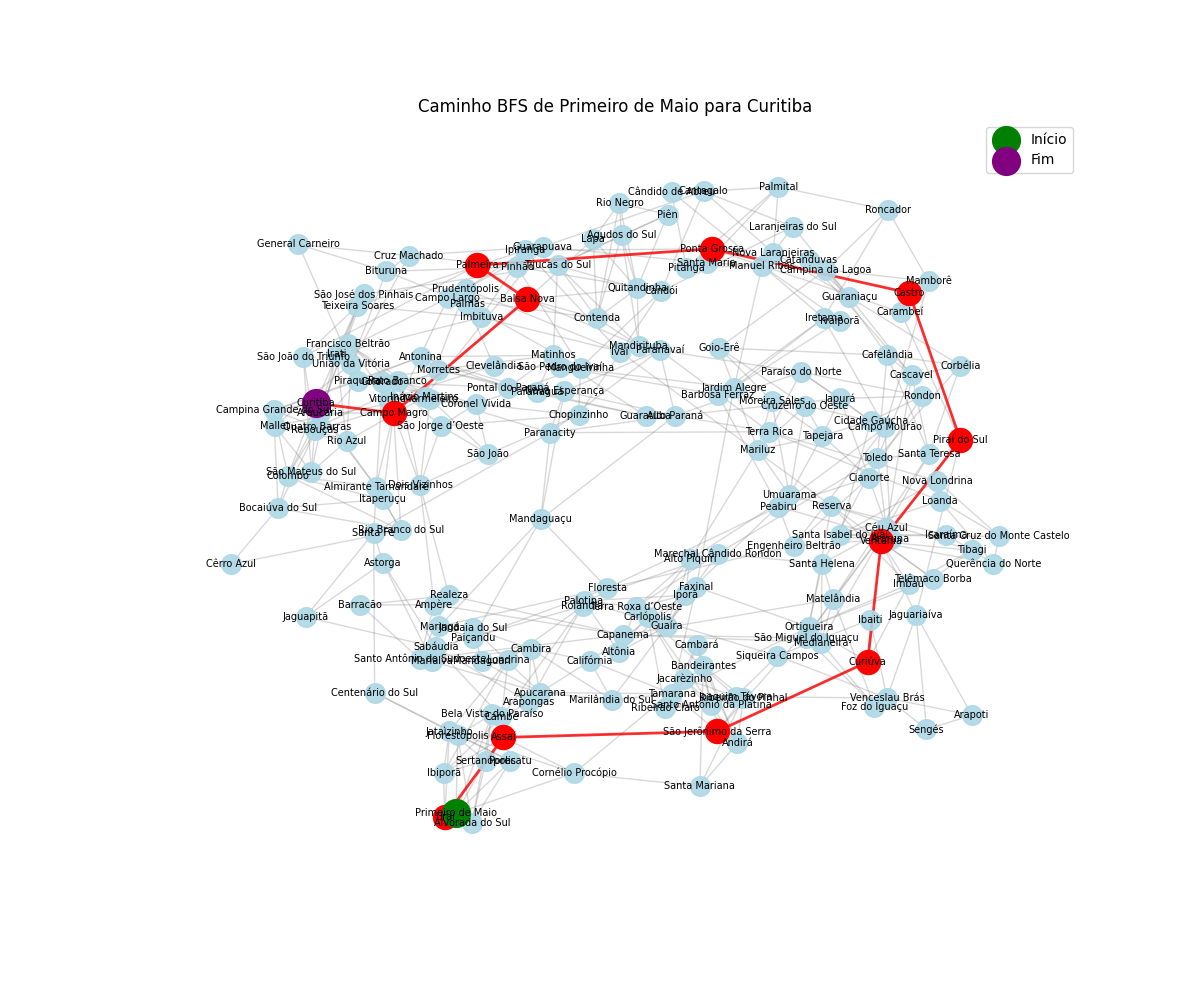 Caminho BFS de Primeiro de Maio para Curitiba
Início
Fim
Cândido de Abreu
Cantagalo
Palmital
Rio Negro
Piên
Roncador
Laranjeiras do Sul
General Carneiro
Agudos do Sul
Lapa
Guarapuava
Ipiranga
Ponta Grossa
Nova Laranjeiras
Cruz Machado
Catanduvas
Palmeira
Pinhão
Tijucas do Sul
Santa Maria
Pitanga
Manuel Ribas
Campina da Lagoa
Bituruna
Mamborê
Prudentópolis
Quitandinha
Candói
Castro
São José dos Pinhais
Campo Largo
Balsa Nova
Guaraniaçu
Teixeira Soares
Palmas
Carambeí
Imbituva
Contenda
Iretama
Ivaiporã
Francisco Beltrão
Mandirituba
Goio-Erê
Irati
Ivaí
Paranavaí
São João do Triunfo
Antonina
Matinhos
Cafelândia
União da Vitória
Morretes
Clevelândia
São Pedro do Ivaí
Mangueirinha
Corbélia
Paraíso do Norte
Cascavel
Piraquara
Pato Branco
Pontal do Paraná
Jardim Alegre
Barbosa Ferraz
Rondon
Inácio Martins
Vitorino
Moreira Sales
Japurá
Curitiba
Coronel Vivida
Cruzeiro do Oeste
Campina Grande do Sul
Araucária
Campo Magro
Chopinzinho
Guaratuba
Alto Paraná
Cidade Gaúcha
Mallet
Quatro Barras
Rebouças
São Jorge d'Oeste
Paranacity
Terra Rica
Tapejara
Campo Mourão
Rio Azul
Piraí do Sul
São João
Mariluz
Santa Teresa
Toledo
São Mateus do Sul
Colombo
Cianorte
Nova Londrina
Almirante Tamandaré
Dois Vizinhos
Itaperuçu
Umuarama
Loanda
Bocaiúva do Sul
Peabiru
Reserva
Mandaguaçu
Rio Branco do Sul
Santa Fé
Céu Azul
Santa Isabel do Ivaí
Santa Cruz do Monte Castelo
Ventania
Engenheiro Beltrão
Tibagi
Marechal Cândido Rondon
Alto Piquiri
Cêrro Azul
Astorga
Santa Helena
Querência do Norte
Telêmaco Borba
Imbaú
Floresta
Faxinal
Iporã
Realeza
Barracão
Ampére
Palotina
Rolândia
Terra Roxa d'Oeste
Matelândia
Jaguapitã
Carlópolis
Jaguariaíva
Ibaiti
Maringá
Jandaia do Sul
Guaíra
Ortigueira
Paiçandu
Capanema
São Miguel do Iguaçu
Medianeira
Sabáudia
Cambira
Altônia
Cambará
Siqueira Campos
Santo Antônio do Sudoeste
Marialva
Mandaguari
Londrina
Califórnia
Bandeirantes
Curiúva
Jacarezinho
Centenário do Sul
Apucarana
Tamarana
Joaquim Távora
Ribeirão do Pinhal
Venceslau Brás
Arapongas
Marilândia do Sul
Santo Antônio da Platina
Ribeirão Claro
Foz do Iguaçu
Bela Vista do Paraíso
Cambé
Arapoti
Jataizinho
Florestópolis
Assaí
São Jerônimo da Serra
Sengés
Andirá
Sertanópolis
Porecatu
Ibiporã
Cornélio Procópio
Santa Mariana
Primeiro de Maio
Alvorada do Sul